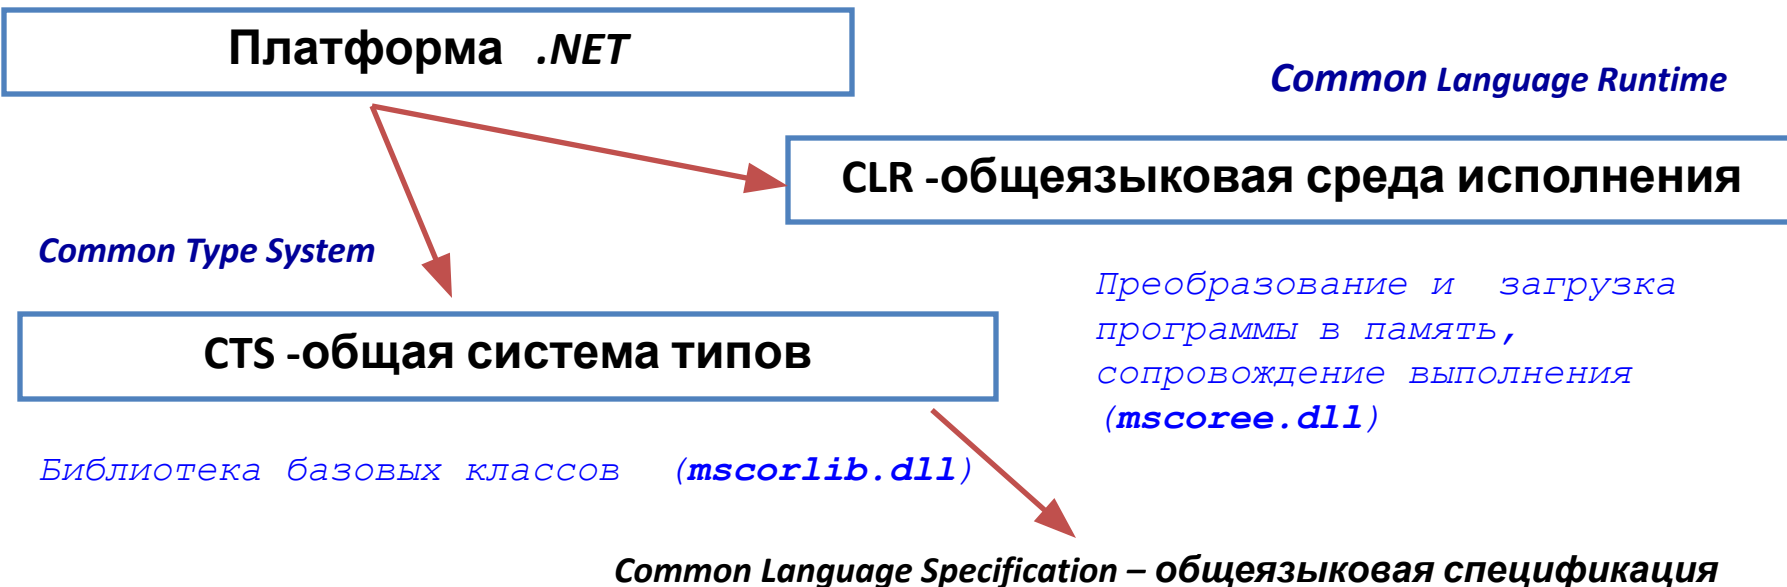 Платформа .NET
Common Language Runtime
CLR -общеязыковая среда исполнения
Common Type System
Преобразование и загрузка
программы в память,
сопровождение выполнения
(mscoree.dll)
CTS -общая система типов
Библиотека базовых классов (mscorlib.dll)
Common Language Specification – общеязыковая спецификация